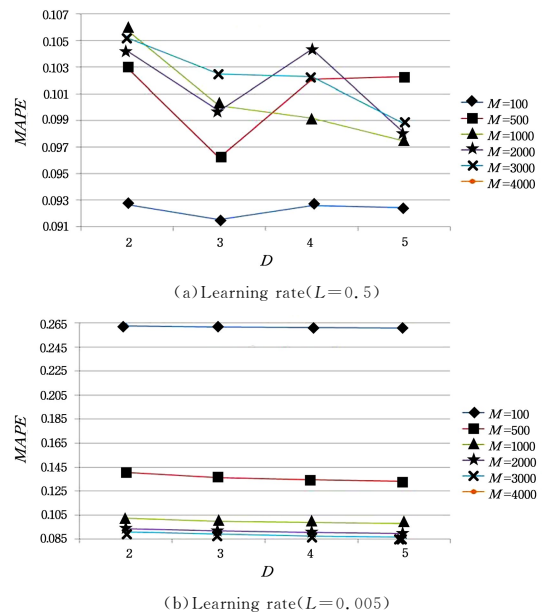 0.107
0.105
0.103
0.101
0.099
0.097
0.095
0.093
0.091
MAPE
2 3 4 5
D
M=100
M=500
M=1000
M=2000
M=3000
M=4000
(a)Learning rate(L=0.5)
0.265
0.245
0.225
0.205
0.185
0.165
0.145
0.125
0.105
0.085
MAPE
2 3 4 5
D
M=100
M=500
M=1000
M=2000
M=3000
M=4000
(b)Learning rate(L=0.005)